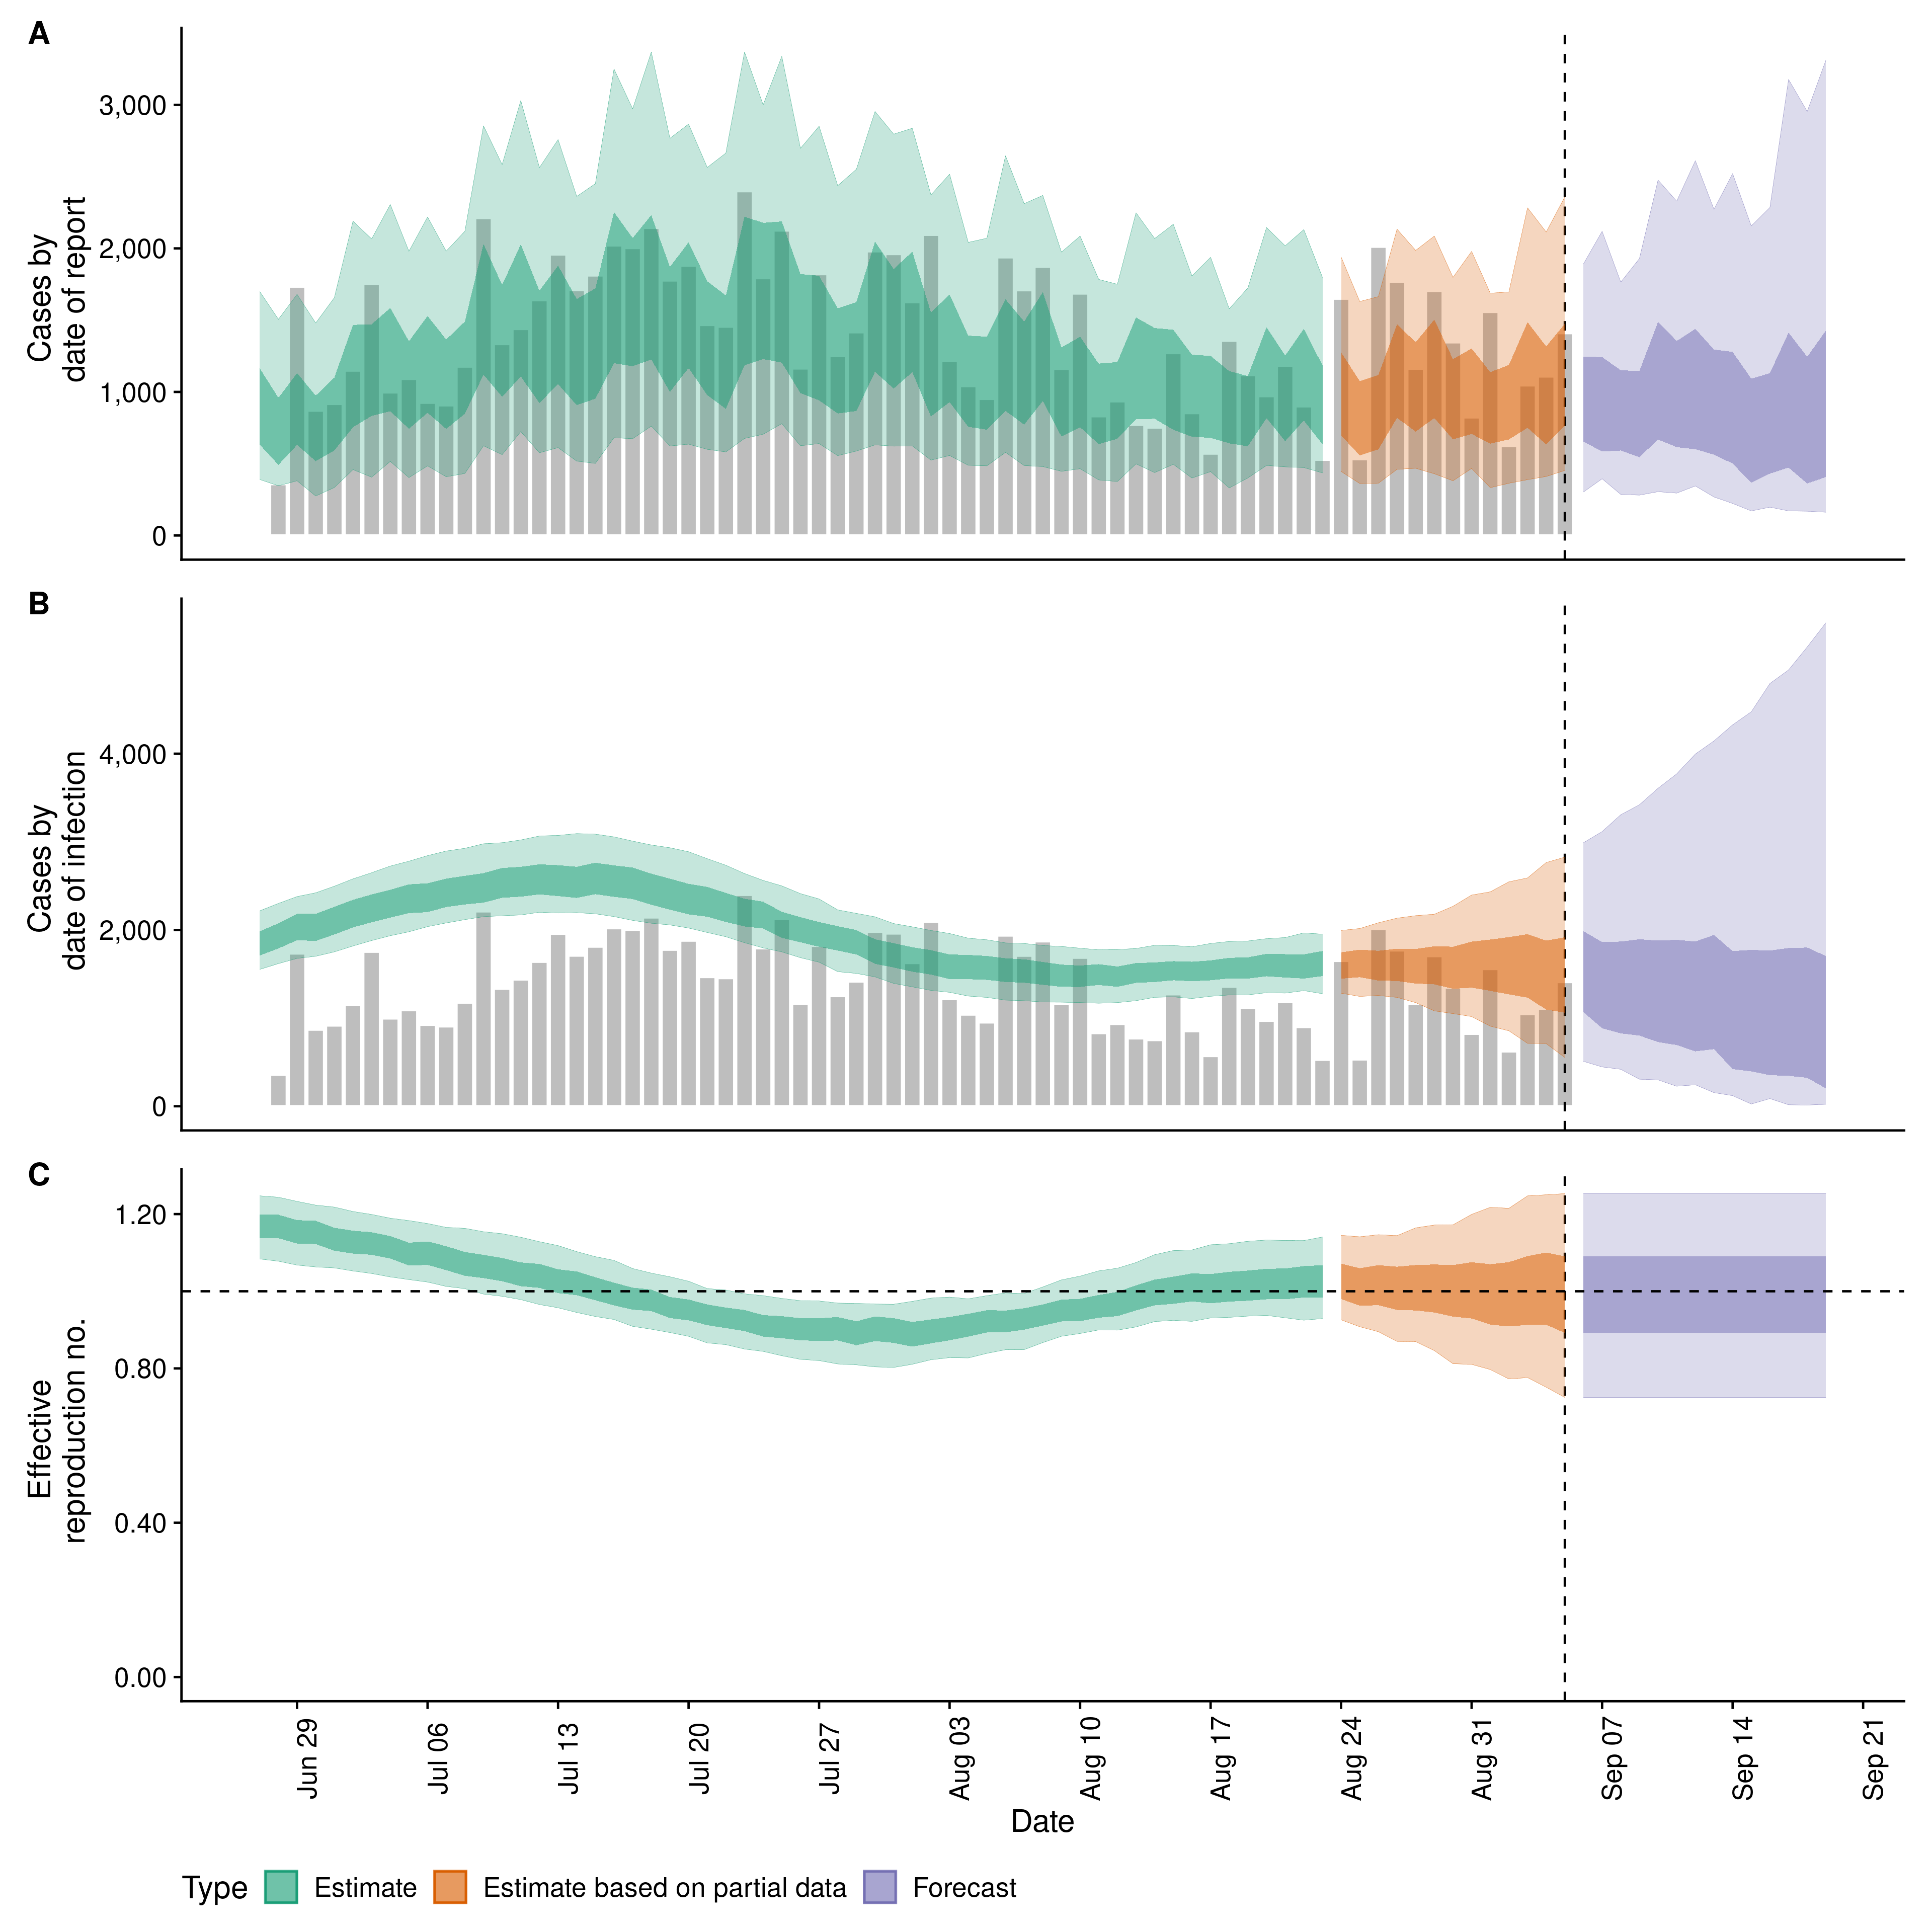 A
Cases by
date of report
3,000
2,000
1,000
0
B
Cases by
date of infection
4,000
2,000
0
C
Effective
reproduction no.
1.20
0.80
0.40
0.00
Jun 29
Jul 06
Jul 13
Jul 20
Jul 27
Aug 03
Aug 10
Aug 17
Aug 24
Aug 31
Sep 07
Sep 14
Sep 21
Date
Type Estimate Estimate based on partial data Forecast